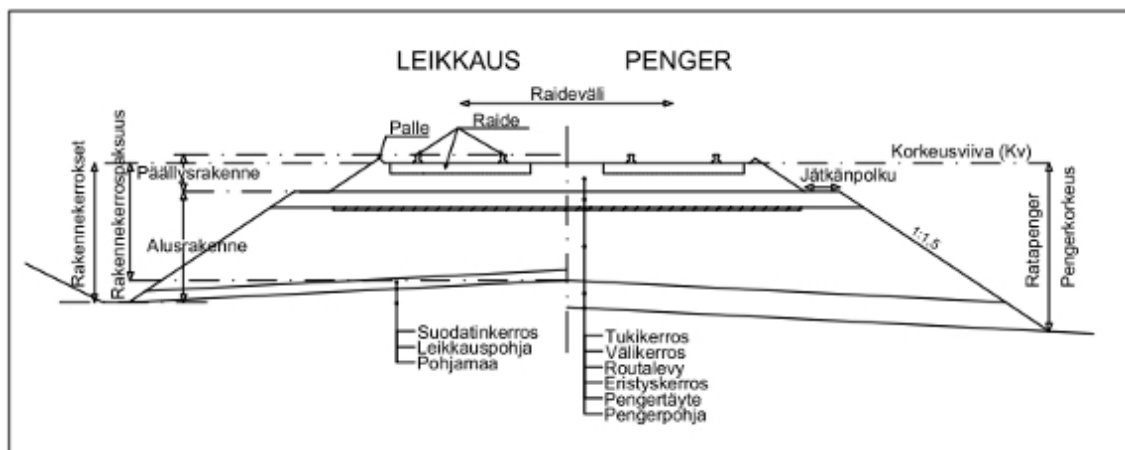 LEIKKAUS PENGER
Raideväli
Palle Raide
Korkeusviiva (Kv)
Jätkänpolku
Rakennekerrokset
Rakennekerrospaksuus
Päällysrakenne
Alusrakenne
1:1,5
Ratapenger
Pengerkorkeus
Suodatinkerros
Leikkauspohja
Pohjamaa
Tukikerros
Välikerros
Routalevy
Eristyskerros
Pengertäyte
Pengerpohja